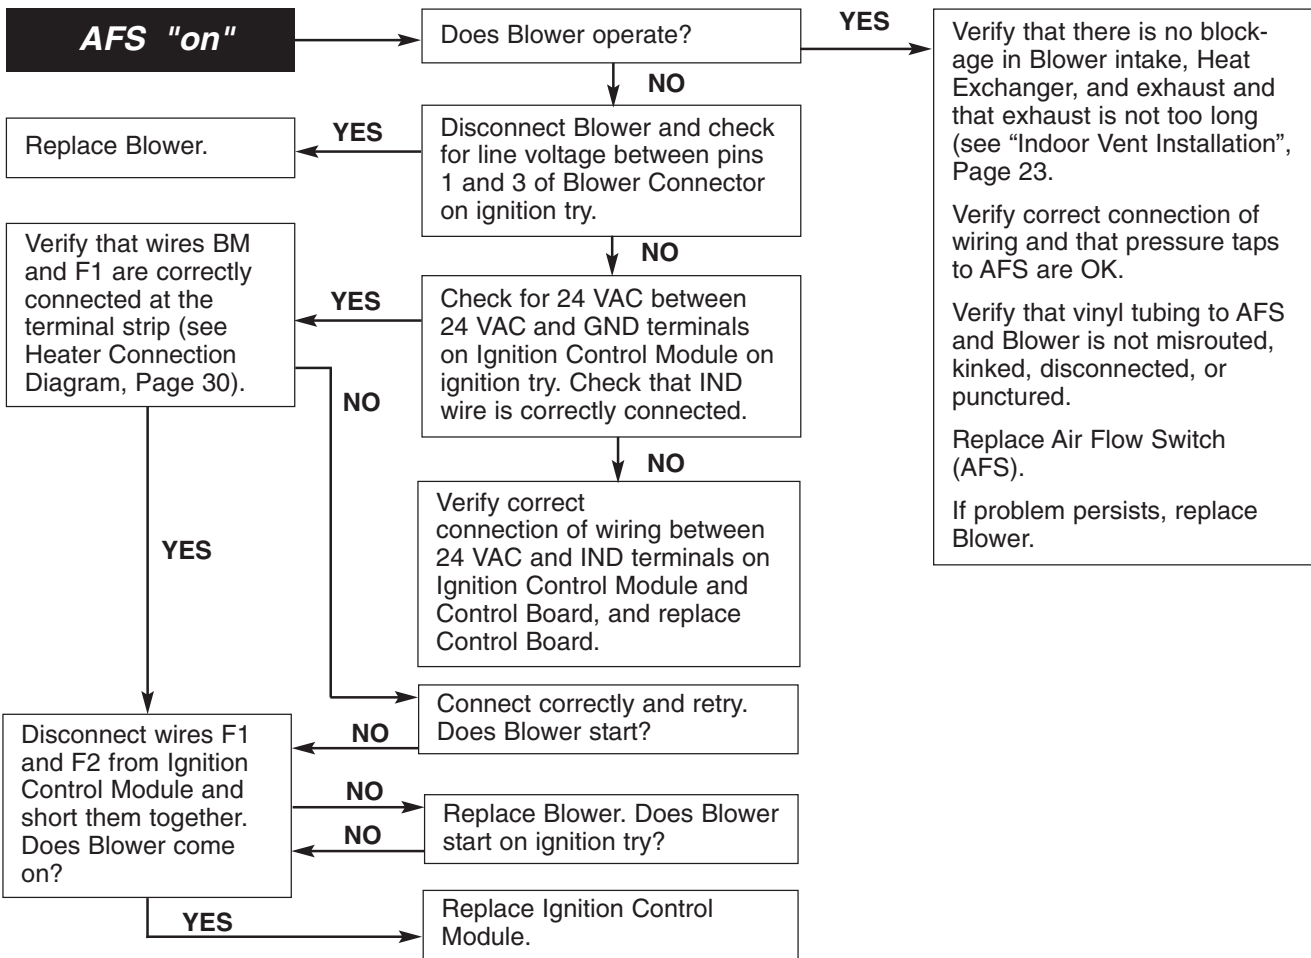 AFS "on"
Does Blower operate?
YES
NO
Verify that there is no block-
age in Blower intake, Heat
Exchanger, and exhaust and
that exhaust is not too long
(see “Indoor Vent Installation”,
Page 23.
Verify correct connection of
wiring and that pressure taps
to AFS are OK.
Verify that vinyl tubing to AFS
and Blower is not misrouted,
kinked, disconnected, or
punctured.
Replace Air Flow Switch
(AFS).
If problem persists, replace
Blower.
Disconnect Blower and check
for line voltage between pins
1 and 3 of Blower Connector
on ignition try.
YES
Replace Blower.
NO
Check for 24 VAC between
24 VAC and GND terminals
on Ignition Control Module on
ignition try. Check that IND
wire is correctly connected.
YES
Verify that wires BM
and F1 are correctly
connected at the
terminal strip (see
Heater Connection
Diagram, Page 30).
NO
NO
Verify correct
connection of wiring between
24 VAC and IND terminals on
Ignition Control Module and
Control Board, and replace
Control Board.
YES
Connect correctly and retry.
Does Blower start?
NO
Disconnect wires F1
and F2 from Ignition
Control Module and
short them together.
Does Blower come
on?
NO
Replace Blower. Does Blower
start on ignition try?
NO
YES
Replace Ignition Control
Module.